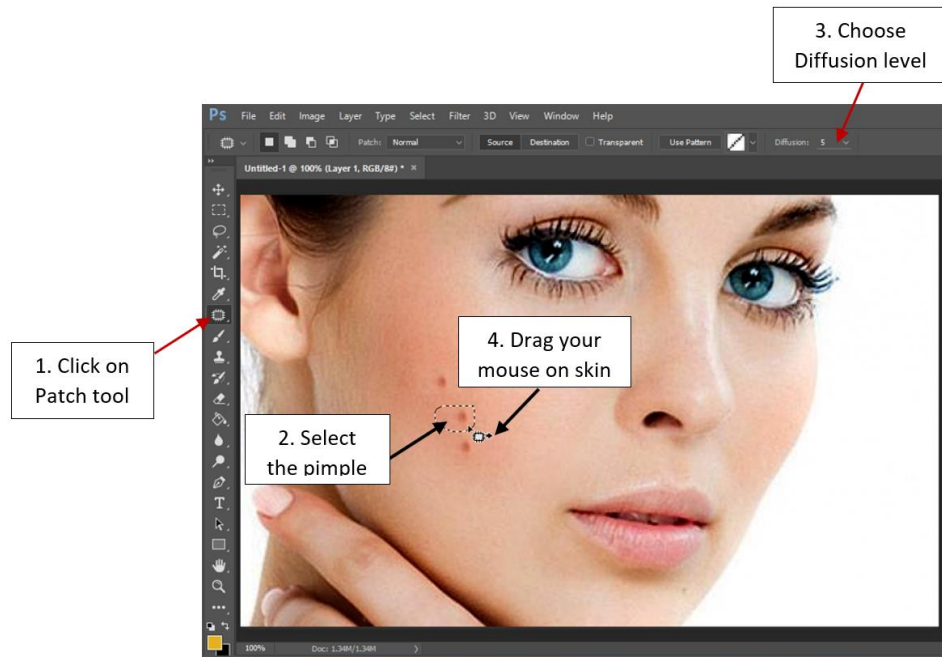 3. Choose
Diffusion level
Ps File Edit Image Layer Type Select Filter 3D View Window Help
Patch: Normal Source Destination Transparent Use Pattern Diffusion: 5
Untitled-1 @ 100% (Layer 1, RGB/8#) * ×
4. Drag your
mouse on skin
1. Click on
Patch tool
2. Select
the pimple
T
100% Doc: 1.34M/1.34M